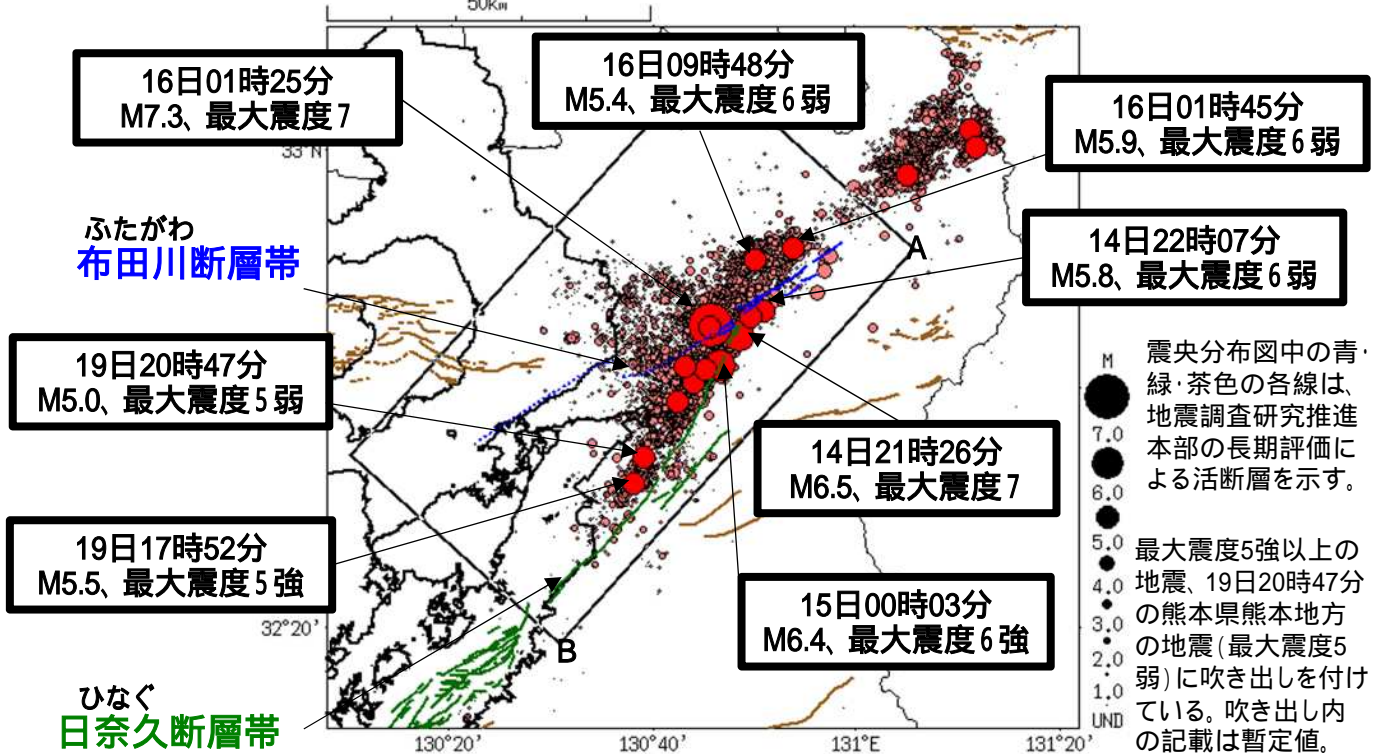 50Km
16日01時25分
M7.3、最大震度7
16日09時48分
M5.4、最大震度6弱
16日01時45分
M5.9、最大震度6弱
33°N
ふたがわ
布田川断層帯
A
14日22時07分
M5.8、最大震度6弱
19日20時47分
M5.0、最大震度5弱
14日21時26分
M6.5、最大震度7
19日17時52分
M5.5、最大震度5強
15日00時03分
M6.4、最大震度6強
32°20'
B
ひなぐ
日奈久断層帯
130°20'
130°40'
131°E
131°20'
M
7.0
6.0
5.0
4.0
3.0
2.0
1.0
UND
震央分布図中の青・
緑・茶色の各線は、
地震調査研究推進
本部の長期評価に
よる活断層を示す。
最大震度5強以上の
地震、19日20時47分
の熊本県熊本地方
の地震(最大震度5
弱)に吹き出しを付け
ている。吹き出し内
の記載は暫定値。